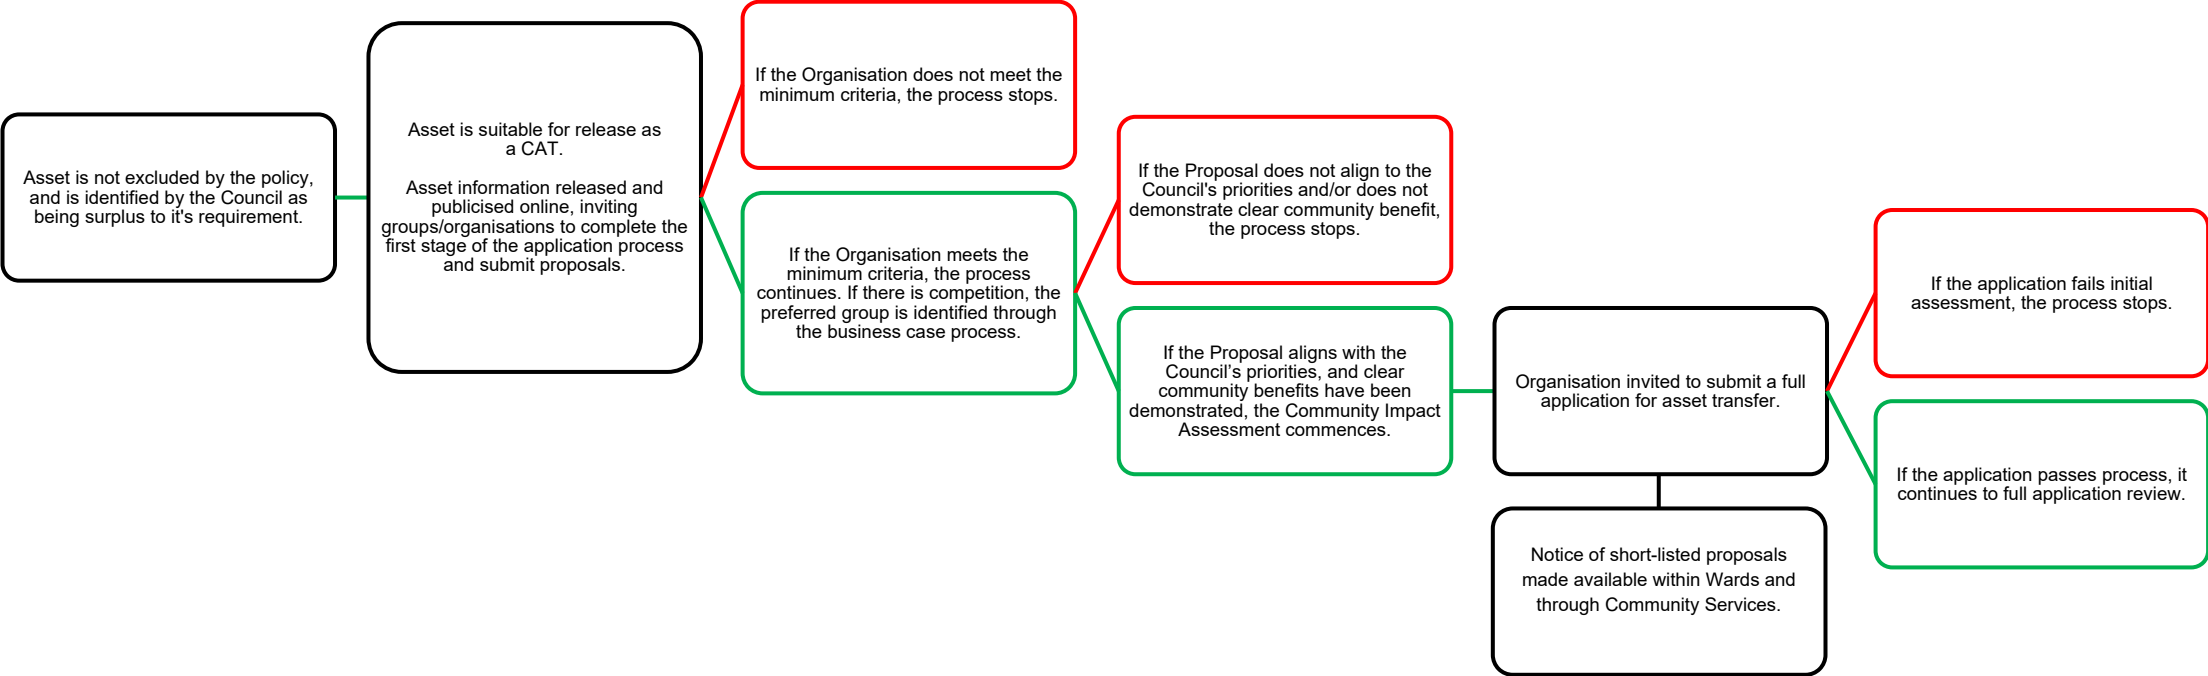 Asset is not excluded by the policy,
and is identified by the Council as
being surplus to it's requirement.
Asset is suitable for release as
a CAT.
Asset information released and
publicised online, inviting
groups/organisations to complete the
first stage of the application process
and submit proposals.
If the Organisation does not meet the
minimum criteria, the process stops.
If the Organisation meets the
minimum criteria, the process
continues. If there is competition, the
preferred group is identified through
the business case process.
If the Proposal does not align to the
Council's priorities and/or does not
demonstrate clear community benefit,
the process stops.
If the Proposal aligns with the
Council’s priorities, and clear
community benefits have been
demonstrated, the Community Impact
Assessment commences.
Organisation invited to submit a full
application for asset transfer.
Notice of short-listed proposals
made available within Wards and
through Community Services.
If the application fails initial
assessment, the process stops.
If the application passes process, it
continues to full application review.